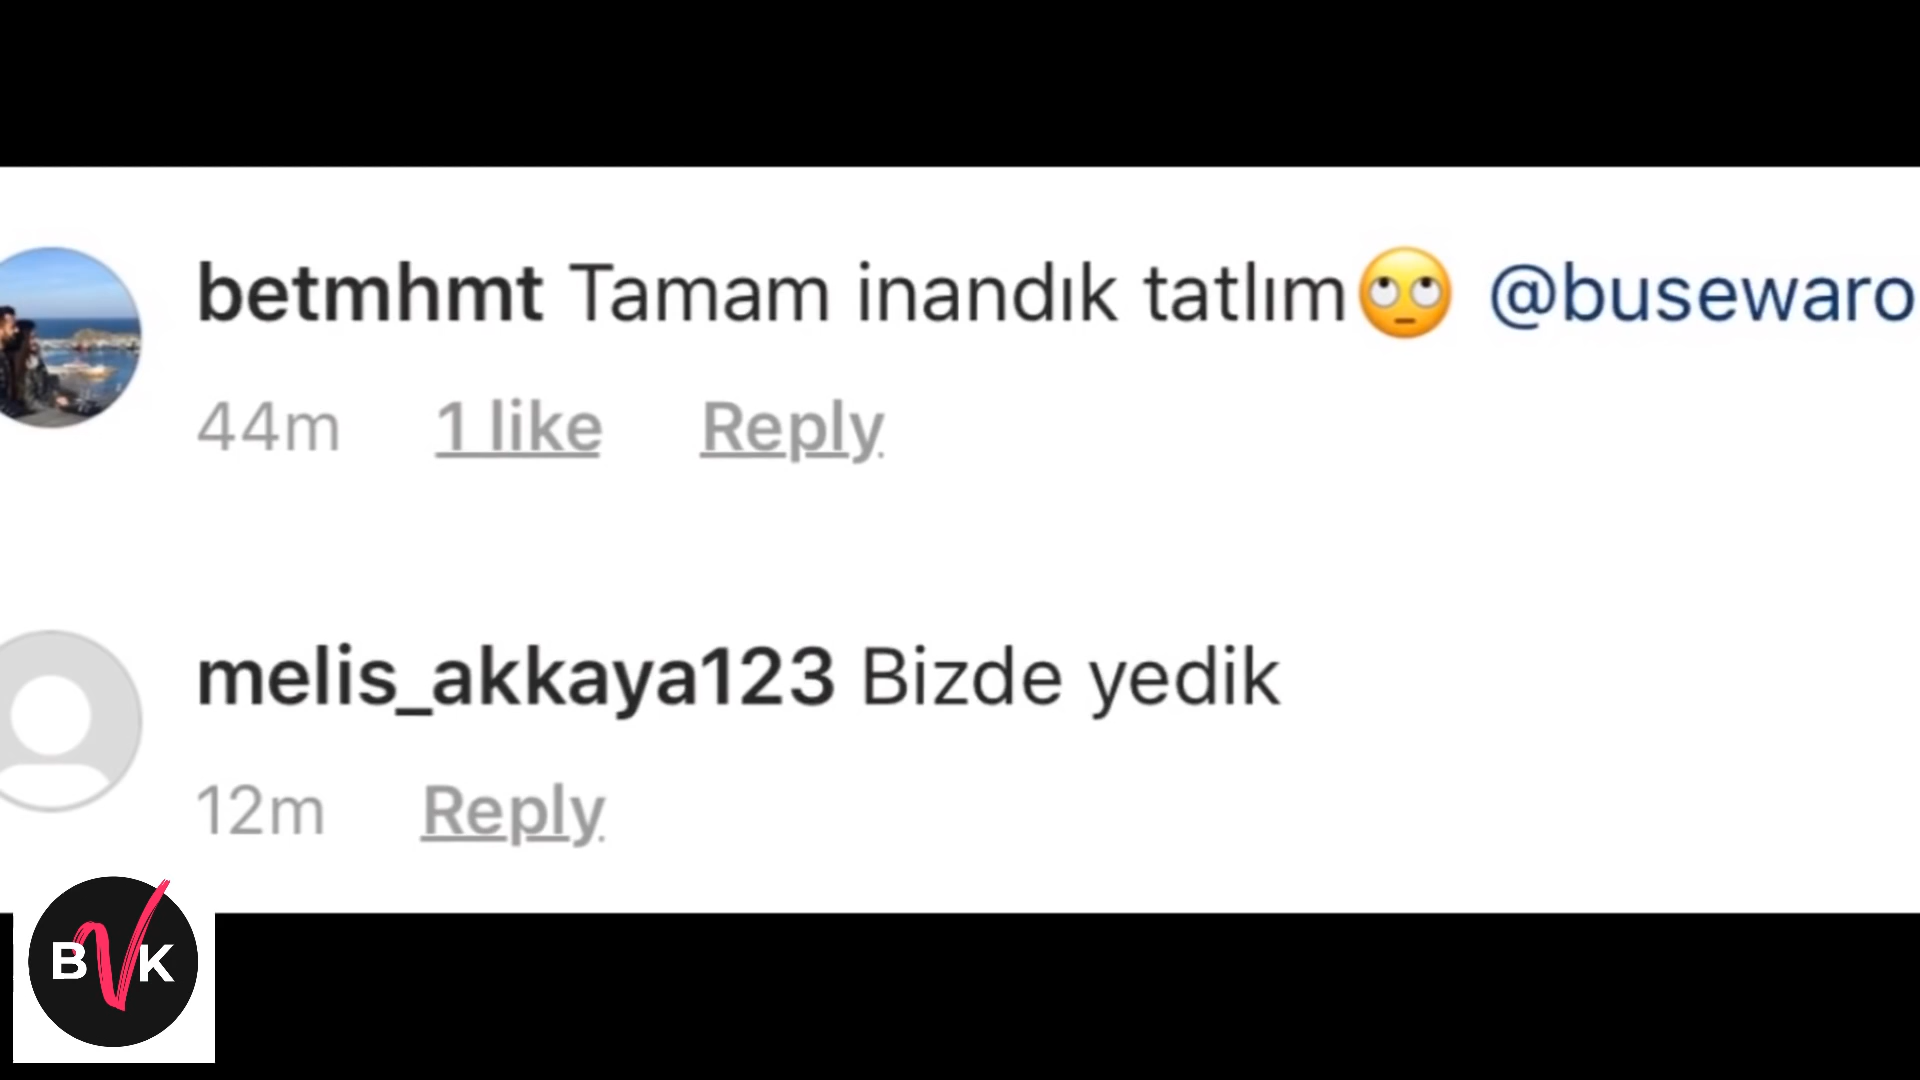 betmhmt Tamam inandık tatlım🙄 @busewaro
44m 1 like Reply
melis_akkaya123 Bizde yedik
12m Reply
BVK